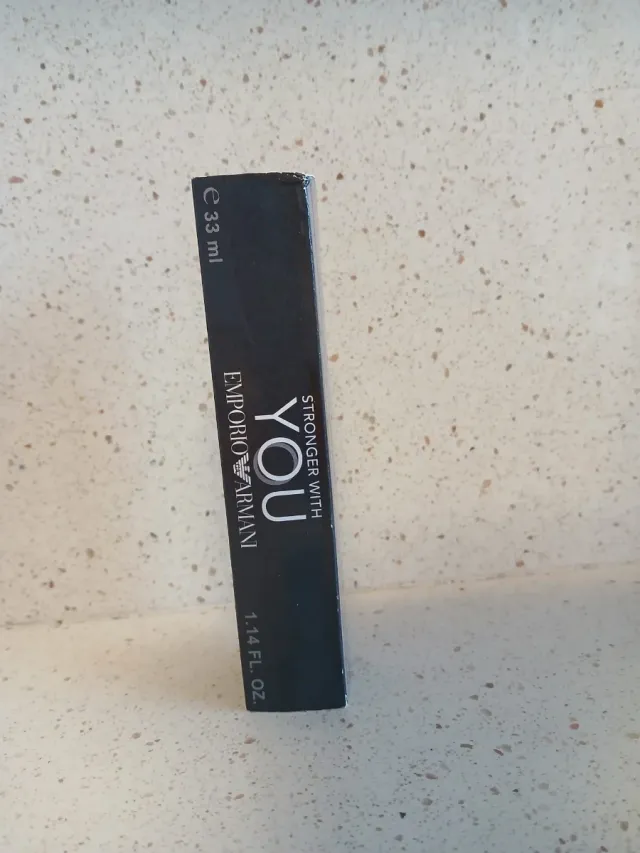 STRONGER WITH
YOU
EMPORIO ARMANI
e 33 ml
1.14 FL. OZ.